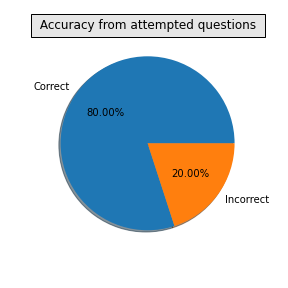 Accuracy from attempted questions
Correct
80.00%
20.00%
Incorrect